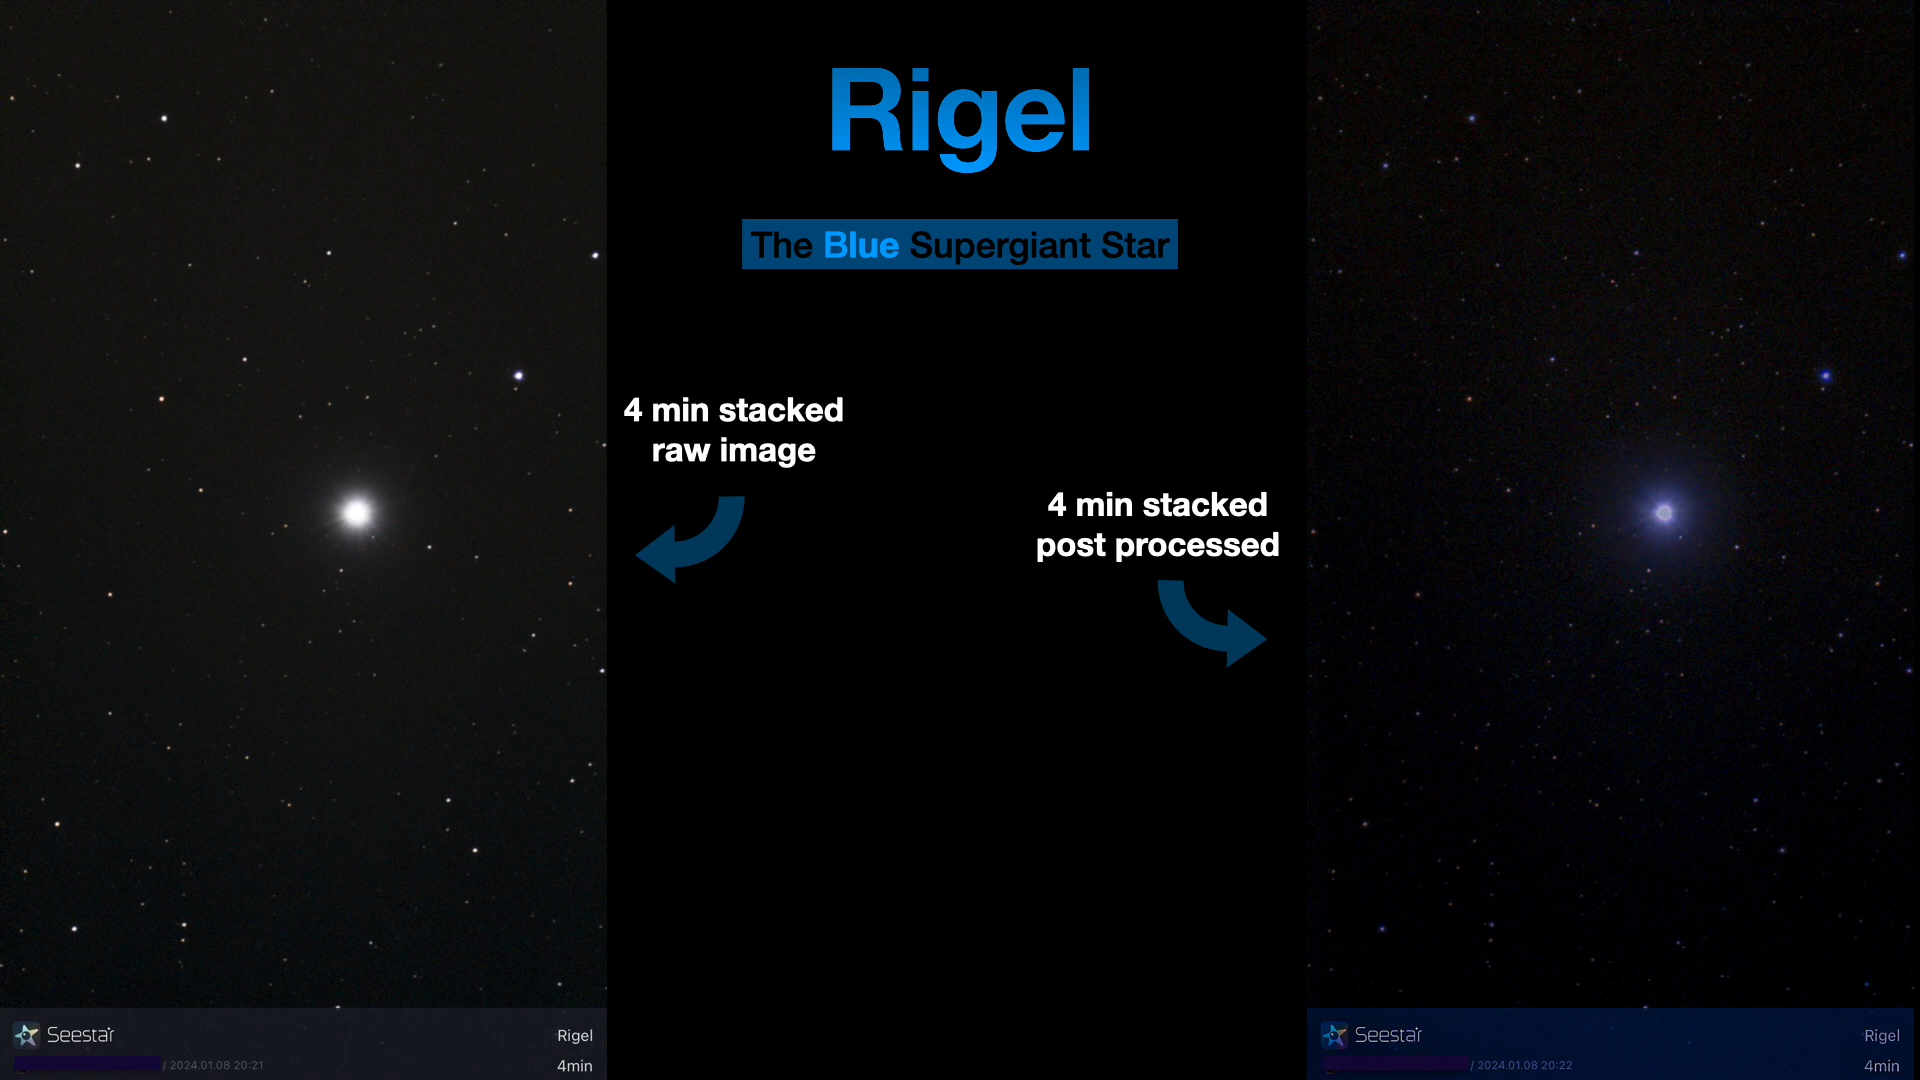 Rigel
The Blue Supergiant Star
4 min stacked
raw image
4 min stacked
post processed
Seestar
Rigel
/ 2024.01.08 20:21
4min
Seestar
Rigel
/ 2024.01.08 20:22
4min